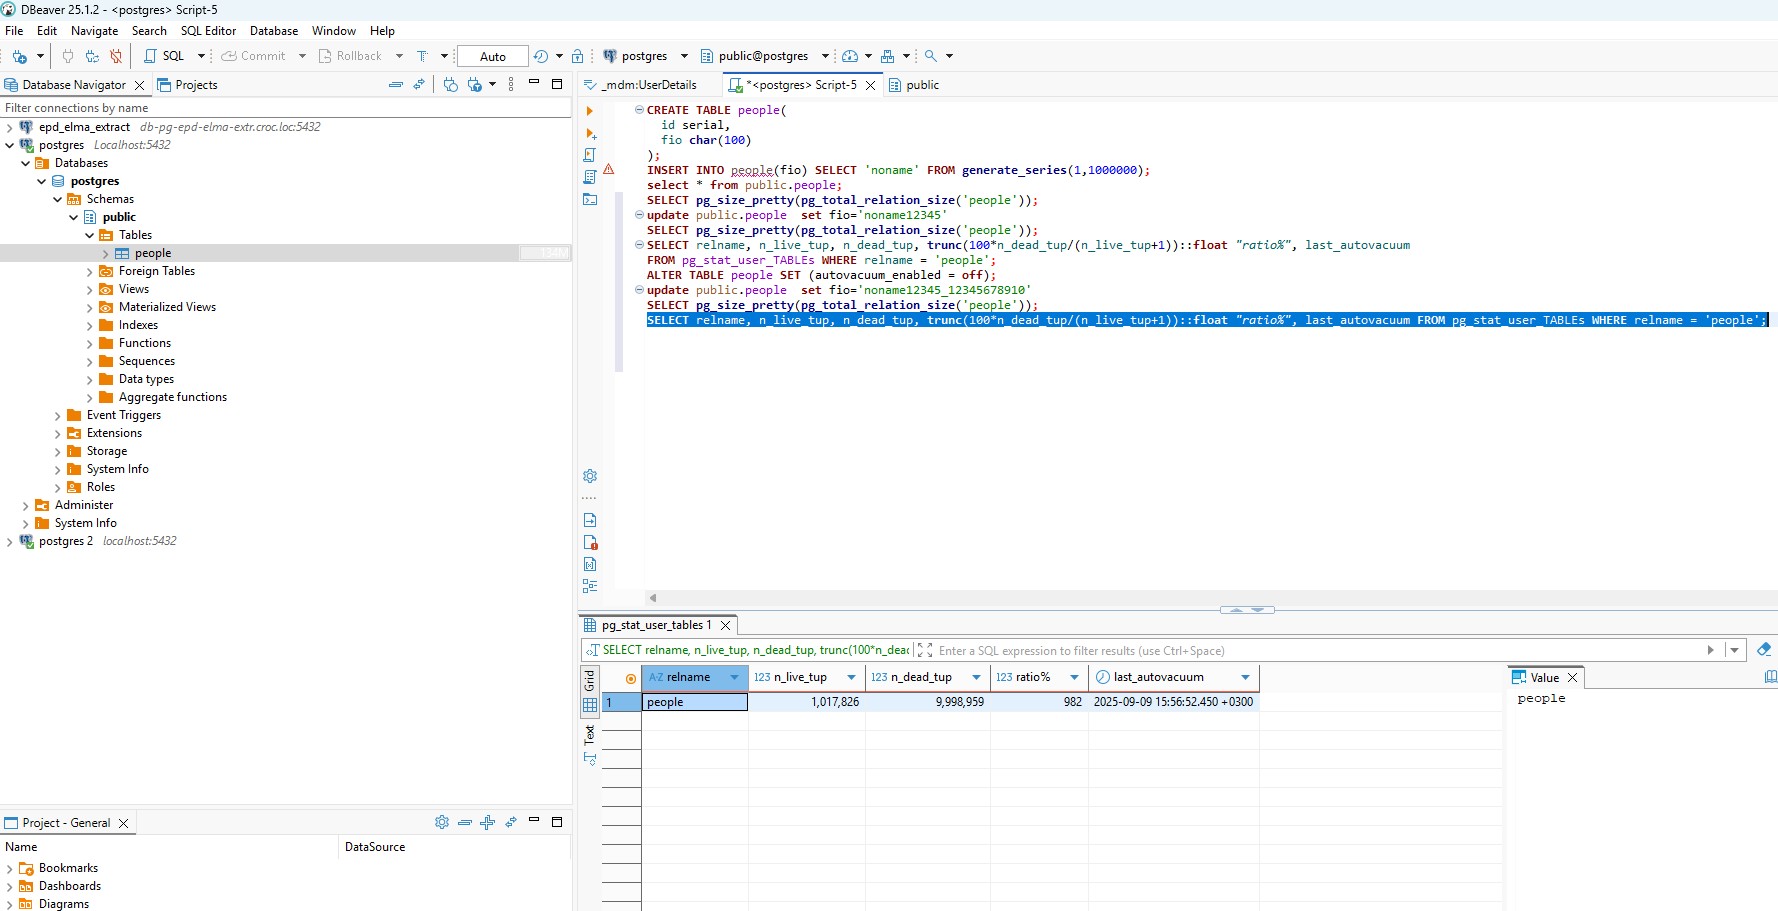 DBeaver 25.1.2 - <postgres> Script-5
File Edit Navigate Search SQL Editor Database Window Help
SQL Commit Rollback Auto postgres public@postgres
Database Navigator Projects
Filter connections by name
epd_elma_extract db-pg-epd-elma-extr.croc.loc:5432
postgres Localhost:5432
Databases
postgres
Schemas
public
Tables
people 134M
Foreign Tables
Views
Materialized Views
Indexes
Functions
Sequences
Data types
Aggregate functions
Event Triggers
Extensions
Storage
System Info
Roles
Administer
System Info
postgres 2 localhost:5432
Project - General
Name DataSource
Bookmarks
Dashboards
Diagrams
_mdm:UserDetails *<postgres> Script-5 public
CREATE TABLE people(
id serial,
fio char(100)
);
INSERT INTO people(fio) SELECT 'noname' FROM generate_series(1,1000000);
select * from public.people;
SELECT pg_size_pretty(pg_total_relation_size('people'));
update public.people set fio='noname12345'
SELECT pg_size_pretty(pg_total_relation_size('people'));
SELECT relname, n_live_tup, n_dead_tup, trunc(100*n_dead_tup/(n_live_tup+1))::float "ratio%", last_autovacuum
FROM pg_stat_user_TABLEs WHERE relname = 'people';
ALTER TABLE people SET (autovacuum_enabled = off);
update public.people set fio='noname12345_12345678910'
SELECT pg_size_pretty(pg_total_relation_size('people'));
SELECT relname, n_live_tup, n_dead_tup, trunc(100*n_dead_tup/(n_live_tup+1))::float "ratio%", last_autovacuum FROM pg_stat_user_TABLEs WHERE relname = 'people';
pg_stat_user_tables 1
SELECT relname, n_live_tup, n_dead_tup, trunc(100*n_dead Enter a SQL expression to filter results (use Ctrl+Space)
Grid
Text
A-Z relname 123 n_live_tup 123 n_dead_tup 123 ratio% last_autovacuum
1 people 1,017,826 9,998,959 982 2025-09-09 15:56:52.450 +0300
Value
people